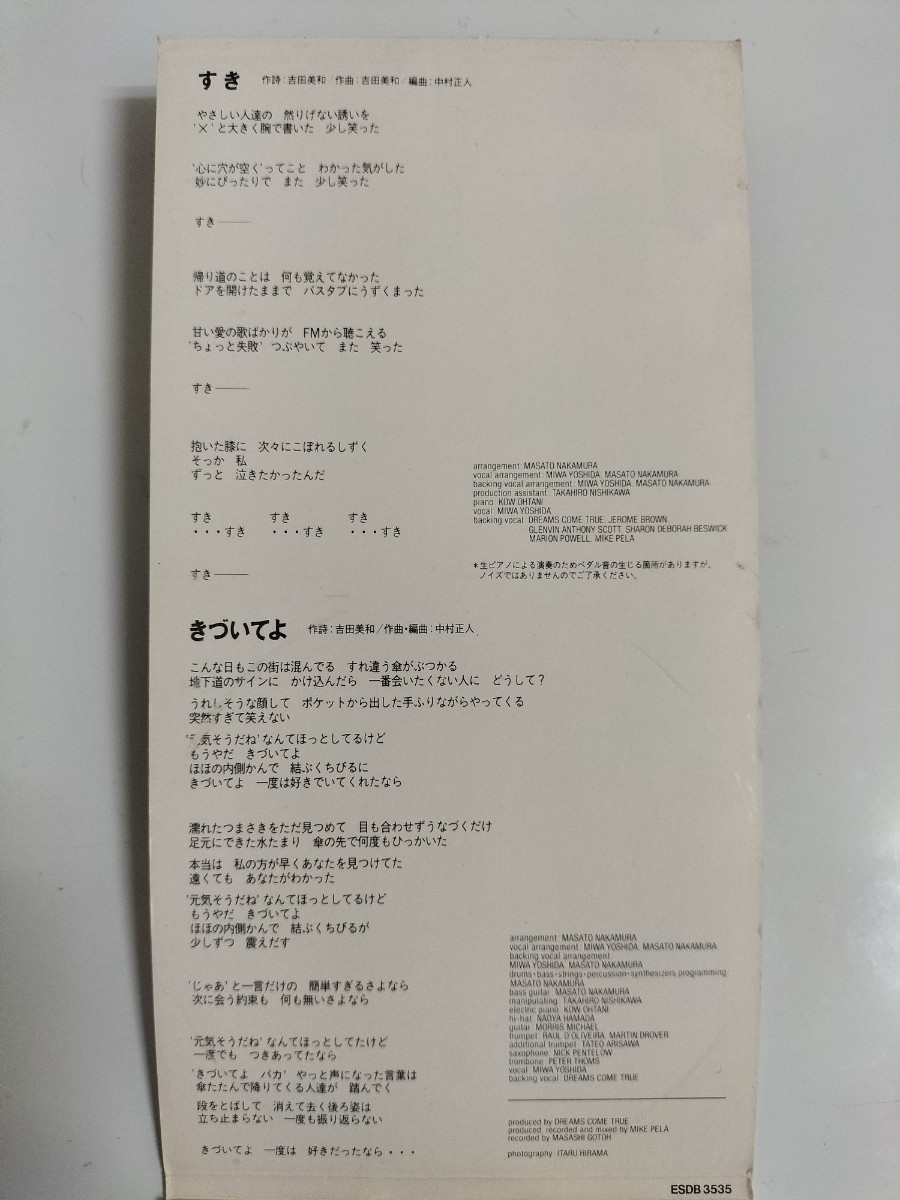 すき 作詩：吉田美和／作曲：吉田美和／編曲：中村正人
やさしい人達の　然りげない誘いを
'×'と大きく腕で書いた　少し笑った
'心に穴が空く'ってこと　わかった気がした
妙にぴったりで　また　少し笑った
すき――
帰り道のことは　何も覚えてなかった
ドアを開けたままで　バスタブにうずくまった
甘い愛の歌ばかりが　FMから聴こえる
'ちょっと失敗'　つぶやいて　また　笑った
すき――
抱いた膝に　次々にこぼれるしずく
そっか　私
ずっと　泣きたかったんだ
すき　　すき　　すき
・・・すき　・・・すき　・・・すき
すき――
arrangement: MASATO NAKAMURA
vocal arrangement: MIWA YOSHIDA, MASATO NAKAMURA
backing vocal arrangement: MIWA YOSHIDA, MASATO NAKAMURA
production assistant: TAKAHIRO NISHIKAWA
piano: KOW OHTANI
vocal: MIWA YOSHIDA
backing vocal: DREAMS COME TRUE, JEROME BROWN,
GLENVIN ANTHONY SCOTT, SHARON DEBORAH BESWICK
MARION POWELL, MIKE PELA
＊生ピアノによる演奏のためペダル音の生じる箇所がありますが、
ノイズではありませんのでご了承ください。
きづいてよ 作詩：吉田美和／作曲・編曲：中村正人
こんな日もこの街は混んでる　すれ違う傘がぶつかる
地下道のサインに　かけ込んだら　一番会いたくない人に　どうして？
うれしそうな顔して　ポケットから出した手ふりながらやってくる
突然すぎて笑えない
'元気そうだね'なんてほっとしてるけど
もうやだ　きづいてよ
ほほの内側かんで　結ぶくちびるに
きづいてよ　一度は好きでいてくれたなら
濡れたつまさきをただ見つめて　目も合わせずうなづくだけ
足元にできた水たまり　傘の先で何度もひっかいた
本当は　私の方が早くあなたを見つけてた
遠くても　あなたがわかった
'元気そうだね'なんてほっとしてるけど
もうやだ　きづいてよ
ほほの内側かんで　結ぶくちびるが
少しずつ　震えだす
'じゃあ'と一言だけの　簡単すぎるさよなら
次に会う約束も　何も無いさよなら
'元気そうだね'なんてほっとしてたけど
一度でも　つきあってたなら
'きづいてよ　バカ'　やっと声になった言葉は
傘たたんで降りてくる人達が　踏んでく
段をとばして　消えて去く後ろ姿は
立ち止まらない　一度も振り返らない
きづいてよ　一度は　好きだったなら・・・
arrangement: MASATO NAKAMURA
vocal arrangement: MIWA YOSHIDA, MASATO NAKAMURA
backing vocal arrangement:
MIWA YOSHIDA, MASATO NAKAMURA
drums・bass・strings・percussion・synthesizers programming:
MASATO NAKAMURA
bass guitar: MASATO NAKAMURA
manipulating: TAKAHIRO NISHIKAWA
electric piano: KOW OHTANI
hi-hat: NAOYA HAMADA
guitar: MORRIS MICHAEL
trumpet: RAUL D'OLIVEIRA, MARTIN DROVER
additional trumpet: TATEO ARISAWA
saxophone: NICK PENTELOW
trombone: PETER THOMS
vocal: MIWA YOSHIDA
backing vocal: DREAMS COME TRUE
produced by DREAMS COME TRUE
produced, recorded and mixed by MIKE PELA
recorded by MASASHI GOTOH
photography: ITARU HIRAMA
ESDB 3535